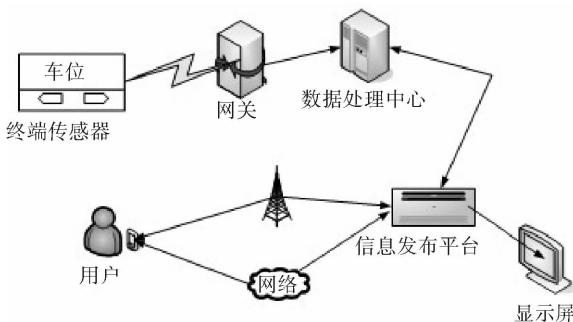 车位
终端传感器
网关
数据处理中心
用户
网络
信息发布平台
显示屏